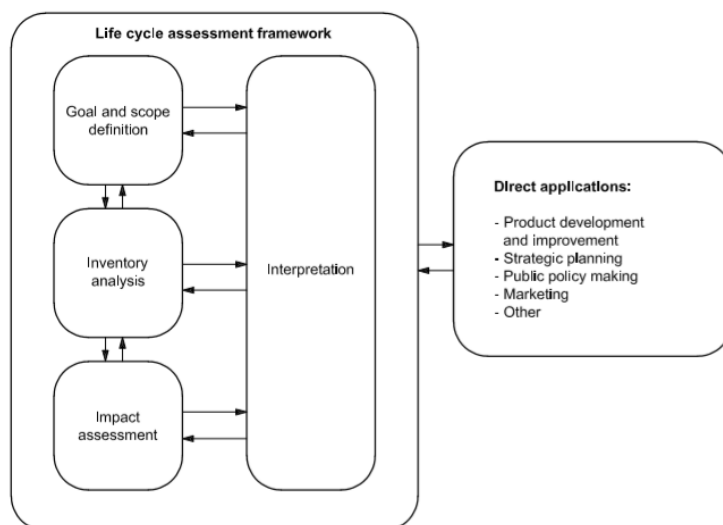 Life cycle assessment framework
Goal and scope
definition
Inventory
analysis
Impact
assessment
Interpretation
Direct applications:
- Product development
and improvement
- Strategic planning
- Public policy making
- Marketing
- Other